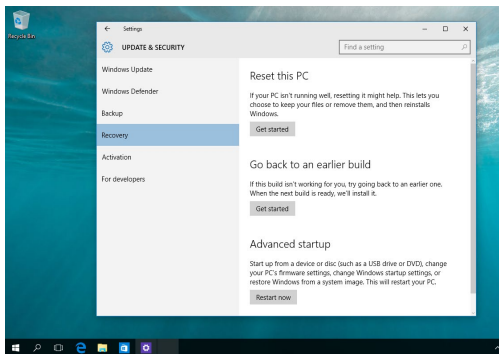 Recycle Bin
Settings
UPDATE & SECURITY
Find a setting
Windows Update
Windows Defender
Backup
Recovery
Activation
For developers
Reset this PC
If your PC isn't running well, resetting it might help. This lets you
choose to keep your files or remove them, and then reinstalls
Windows.
Get started
Go back to an earlier build
If this build isn't working for you, try going back to an earlier one.
When the next build is ready, we'll install it.
Get started
Advanced startup
Start up from a device or disc (such as a USB drive or DVD), change
your PC's firmware settings, change Windows startup settings, or
restore Windows from a system image. This will restart your PC.
Restart now